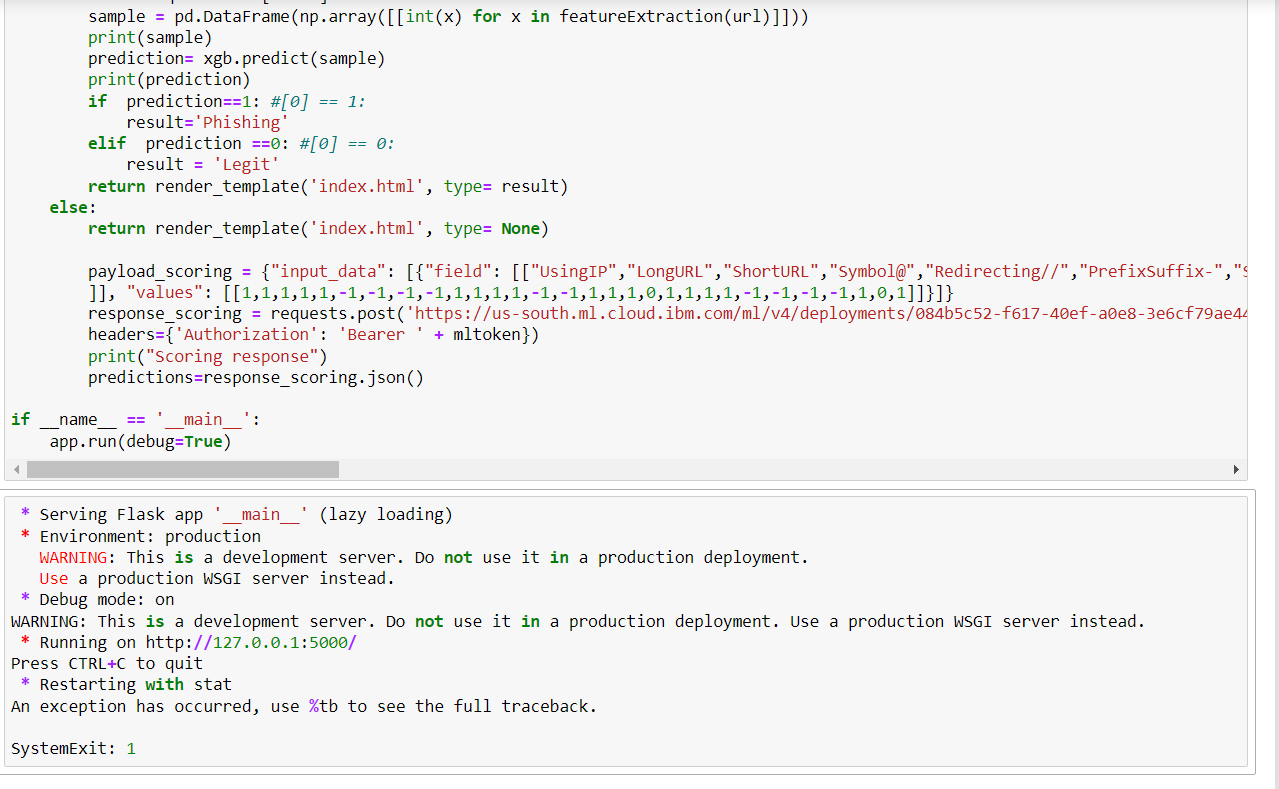 sample = pd.DataFrame(np.array([[int(x) for x in featureExtraction(url)]]))
print(sample)
prediction= xgb.predict(sample)
print(prediction)
if  prediction==1: #[0] == 1:
result='Phishing'
elif  prediction ==0: #[0] == 0:
result = 'Legit'
return render_template('index.html', type= result)
else:
return render_template('index.html', type= None)
payload_scoring = {"input_data": [{"field": [["UsingIP","LongURL","ShortURL","Symbol@","Redirecting//","PrefixSuffix-","S
]], "values": [[1,1,1,1,1,-1,-1,-1,-1,1,1,1,1,-1,-1,1,1,1,0,1,1,1,1,-1,-1,-1,-1,1,0,1]]}]}
response_scoring = requests.post('https://us-south.ml.cloud.ibm.com/ml/v4/deployments/084b5c52-f617-40ef-a0e8-3e6cf79ae44
headers={'Authorization': 'Bearer ' + mltoken})
print("Scoring response")
predictions=response_scoring.json()
if __name__ == '__main__':
app.run(debug=True)
* Serving Flask app '__main__' (lazy loading)
* Environment: production
WARNING: This is a development server. Do not use it in a production deployment.
Use a production WSGI server instead.
* Debug mode: on
WARNING: This is a development server. Do not use it in a production deployment. Use a production WSGI server instead.
* Running on http://127.0.0.1:5000/
Press CTRL+C to quit
* Restarting with stat
An exception has occurred, use %tb to see the full traceback.
SystemExit: 1